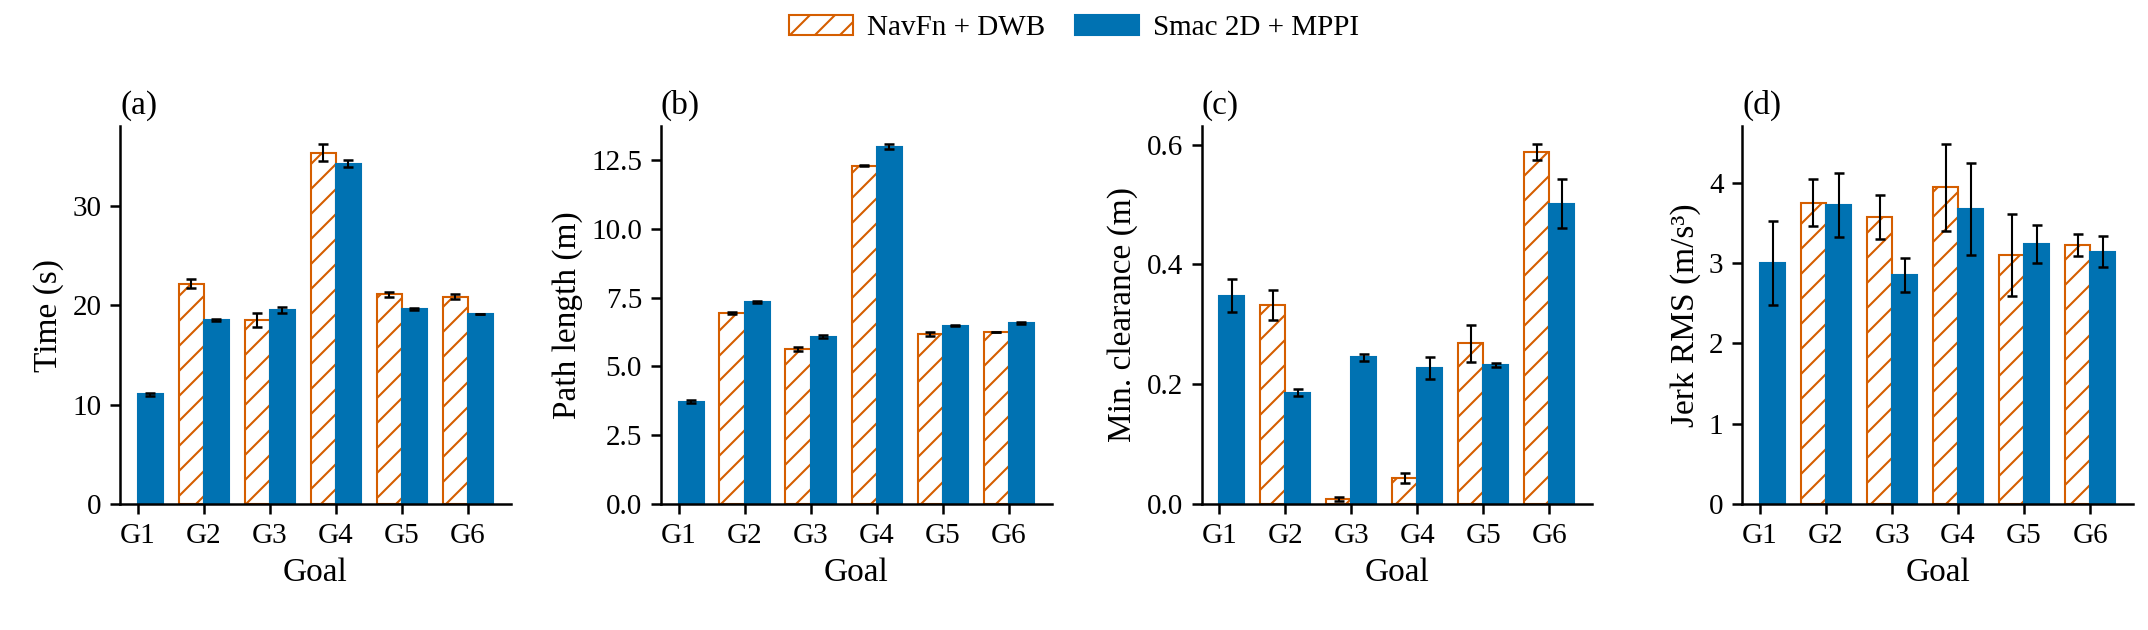 NavFn + DWB Smac 2D + MPPI
(a)
Time (s)
30
20
10
0
G1 G2 G3 G4 G5 G6
Goal
(b)
Path length (m)
12.5
10.0
7.5
5.0
2.5
0.0
G1 G2 G3 G4 G5 G6
Goal
(c)
Min. clearance (m)
0.6
0.4
0.2
0.0
G1 G2 G3 G4 G5 G6
Goal
(d)
Jerk RMS (m/s³)
4
3
2
1
0
G1 G2 G3 G4 G5 G6
Goal